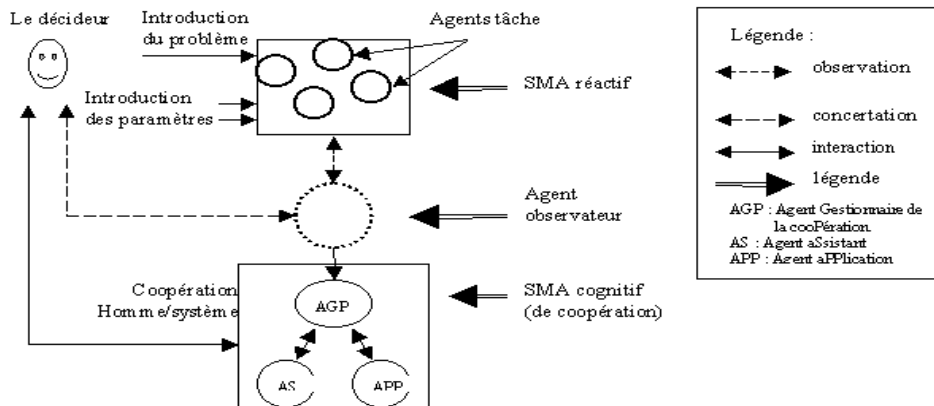 Le décideur
Introduction
du problème
Agents tâche
Introduction
des paramètres
SMA réactif
Agent
observateur
Coopération
Homme/système
AGP
AS
APP
SMA cognitif
(de coopération)
Légende :
observation
concertation
interaction
légende
AGP : Agent Gestionnaire de
la cooPération.
AS : Agent aSsistant
APP : Agent aPPlication